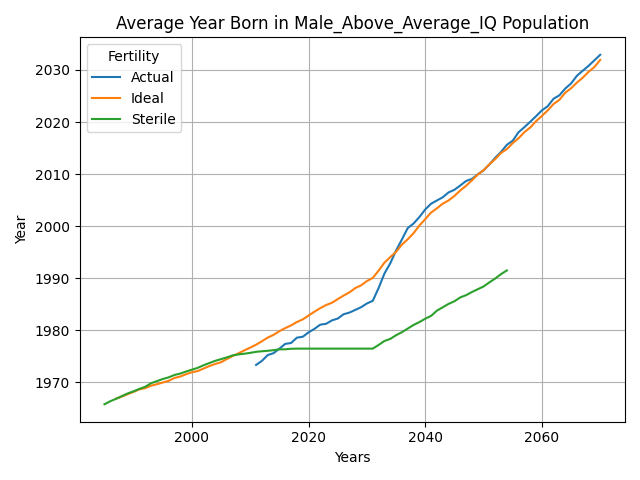 Average Year Born in Male_Above_Average_IQ Population
Fertility
Actual
Ideal
Sterile
Year
2030
2020
2010
2000
1990
1980
1970
2000
2020
2040
2060
Years